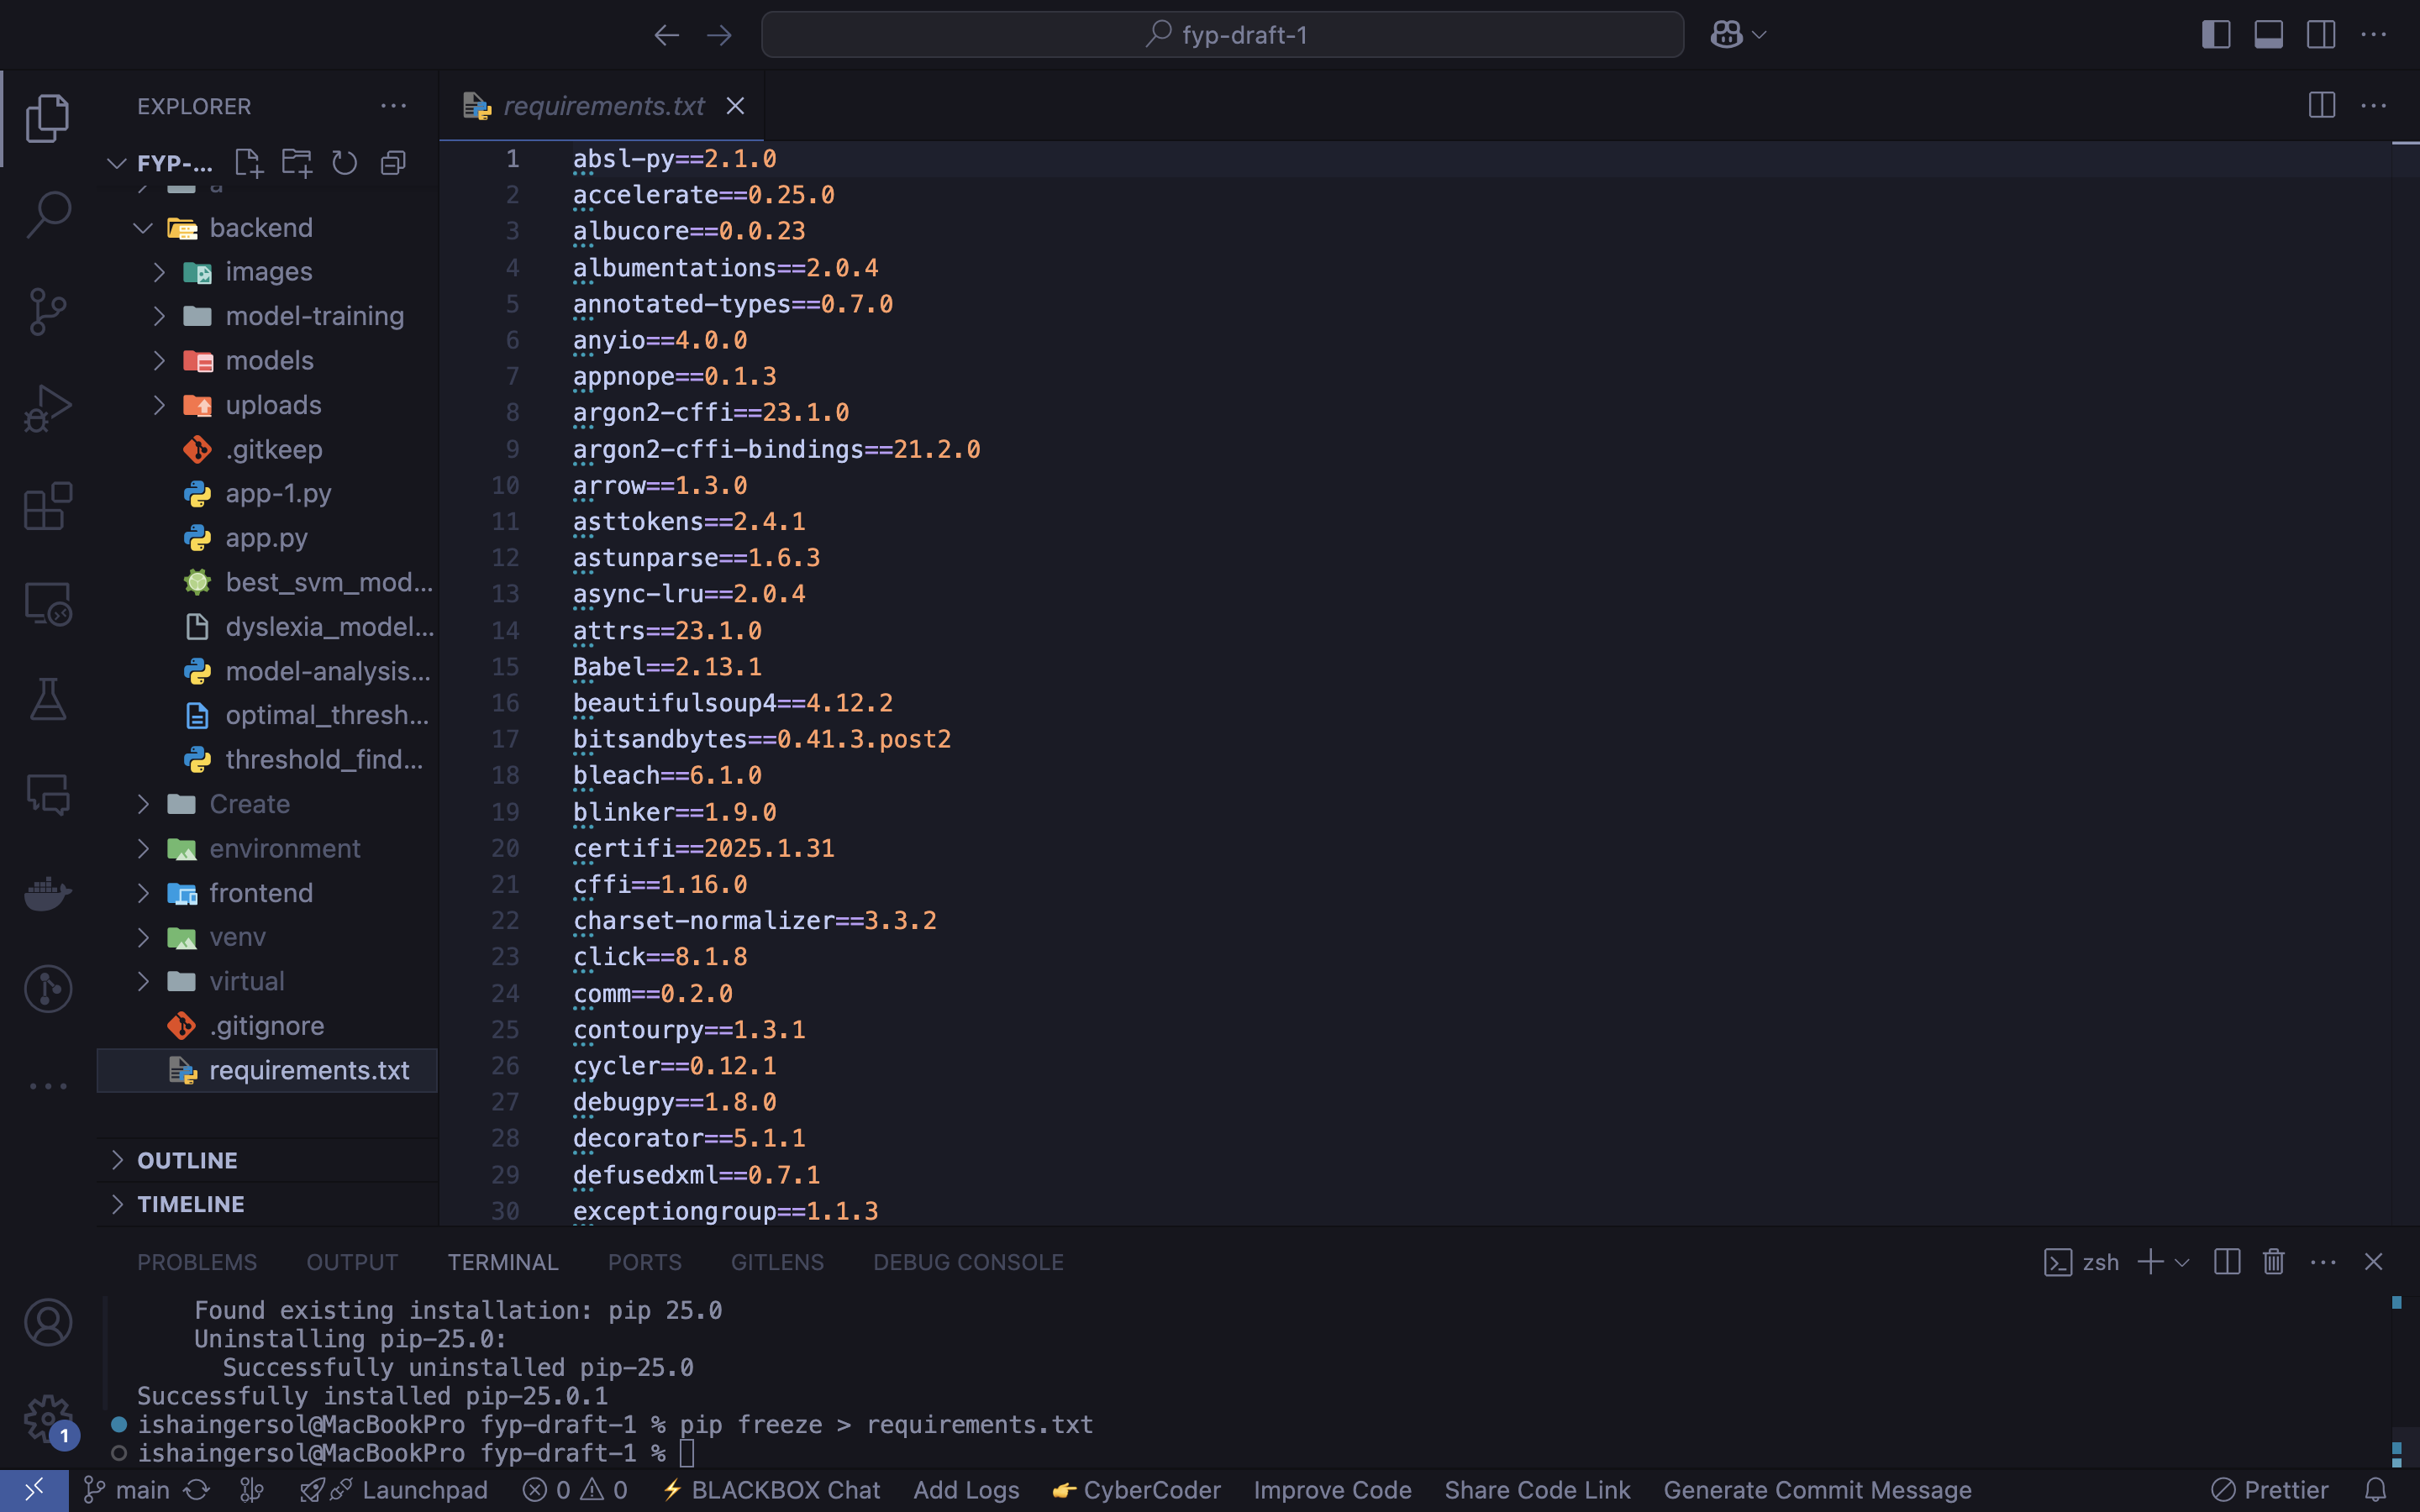 fyp-draft-1
EXPLORER
FYP-...
a
backend
images
model-training
models
uploads
.gitkeep
app-1.py
app.py
best_svm_mod...
dyslexia_model...
model-analysis...
optimal_thresh...
threshold_find...
Create
environment
frontend
venv
virtual
.gitignore
requirements.txt
OUTLINE
TIMELINE
requirements.txt
1 absl-py==2.1.0
2 accelerate==0.25.0
3 albucore==0.0.23
4 albumentations==2.0.4
5 annotated-types==0.7.0
6 anyio==4.0.0
7 appnope==0.1.3
8 argon2-cffi==23.1.0
9 argon2-cffi-bindings==21.2.0
10 arrow==1.3.0
11 asttokens==2.4.1
12 astunparse==1.6.3
13 async-lru==2.0.4
14 attrs==23.1.0
15 Babel==2.13.1
16 beautifulsoup4==4.12.2
17 bitsandbytes==0.41.3.post2
18 bleach==6.1.0
19 blinker==1.9.0
20 certifi==2025.1.31
21 cffi==1.16.0
22 charset-normalizer==3.3.2
23 click==8.1.8
24 comm==0.2.0
25 contourpy==1.3.1
26 cycler==0.12.1
27 debugpy==1.8.0
28 decorator==5.1.1
29 defusedxml==0.7.1
30 exceptiongroup==1.1.3
PROBLEMS OUTPUT TERMINAL PORTS GITLENS DEBUG CONSOLE zsh
Found existing installation: pip 25.0
Uninstalling pip-25.0:
Successfully uninstalled pip-25.0
Successfully installed pip-25.0.1
ishaingersol@MacBookPro fyp-draft-1 % pip freeze > requirements.txt
ishaingersol@MacBookPro fyp-draft-1 %
1
main Launchpad 0 0 BLACKBOX Chat Add Logs CyberCoder Improve Code Share Code Link Generate Commit Message Prettier